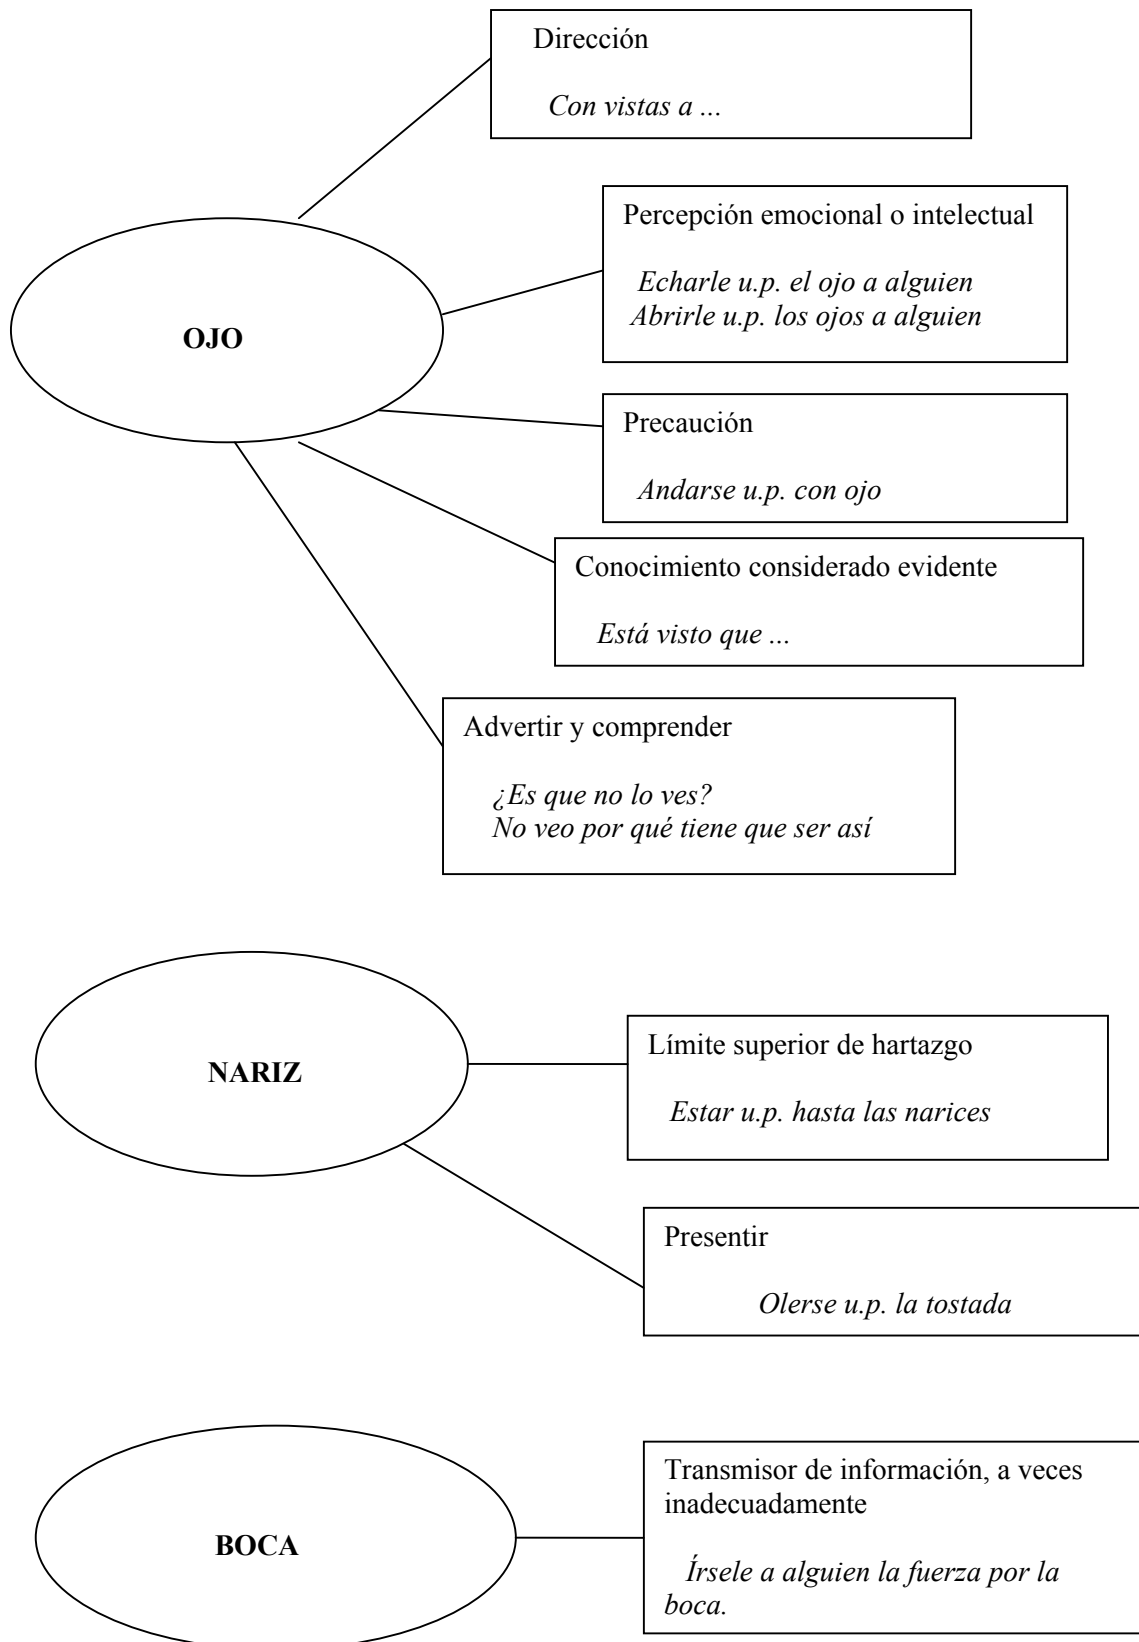 Dirección
Con vistas a ...
Percepción emocional o intelectual
Echarle u.p. el ojo a alguien
Abrirle u.p. los ojos a alguien
OJO
Precaución
Andarse u.p. con ojo
Conocimiento considerado evidente
Está visto que ...
Advertir y comprender
¿Es que no lo ves?
No veo por qué tiene que ser así
NARIZ
Límite superior de hartazgo
Estar u.p. hasta las narices
Presentir
Olerse u.p. la tostada
BOCA
Transmisor de información, a veces
inadecuadamente
Írsele a alguien la fuerza por la
boca.